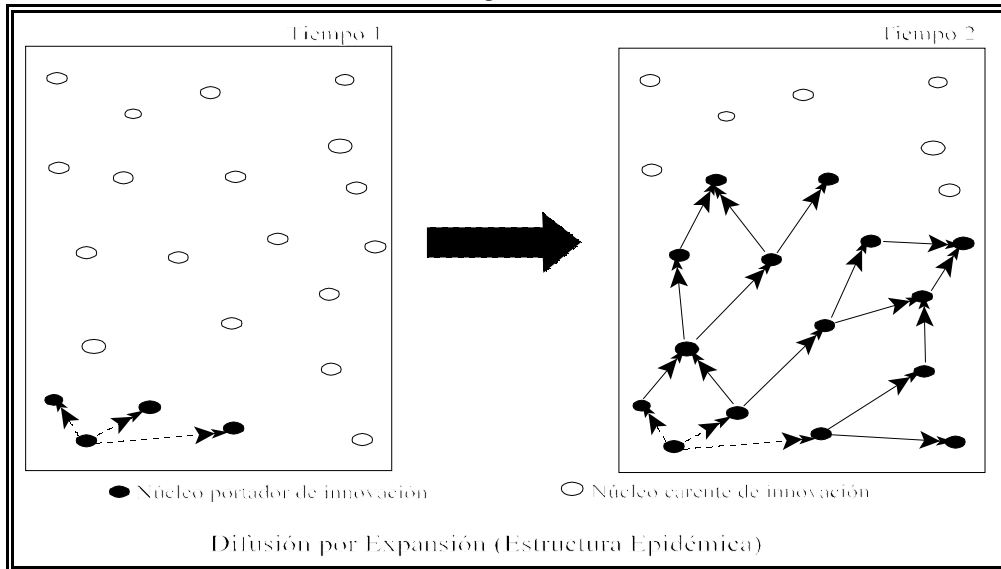 Tiempo 1
Tiempo 2
Núcleo portador de innovación
Núcleo carente de innovación
Difusión por Expansión (Estructura Epidémica)